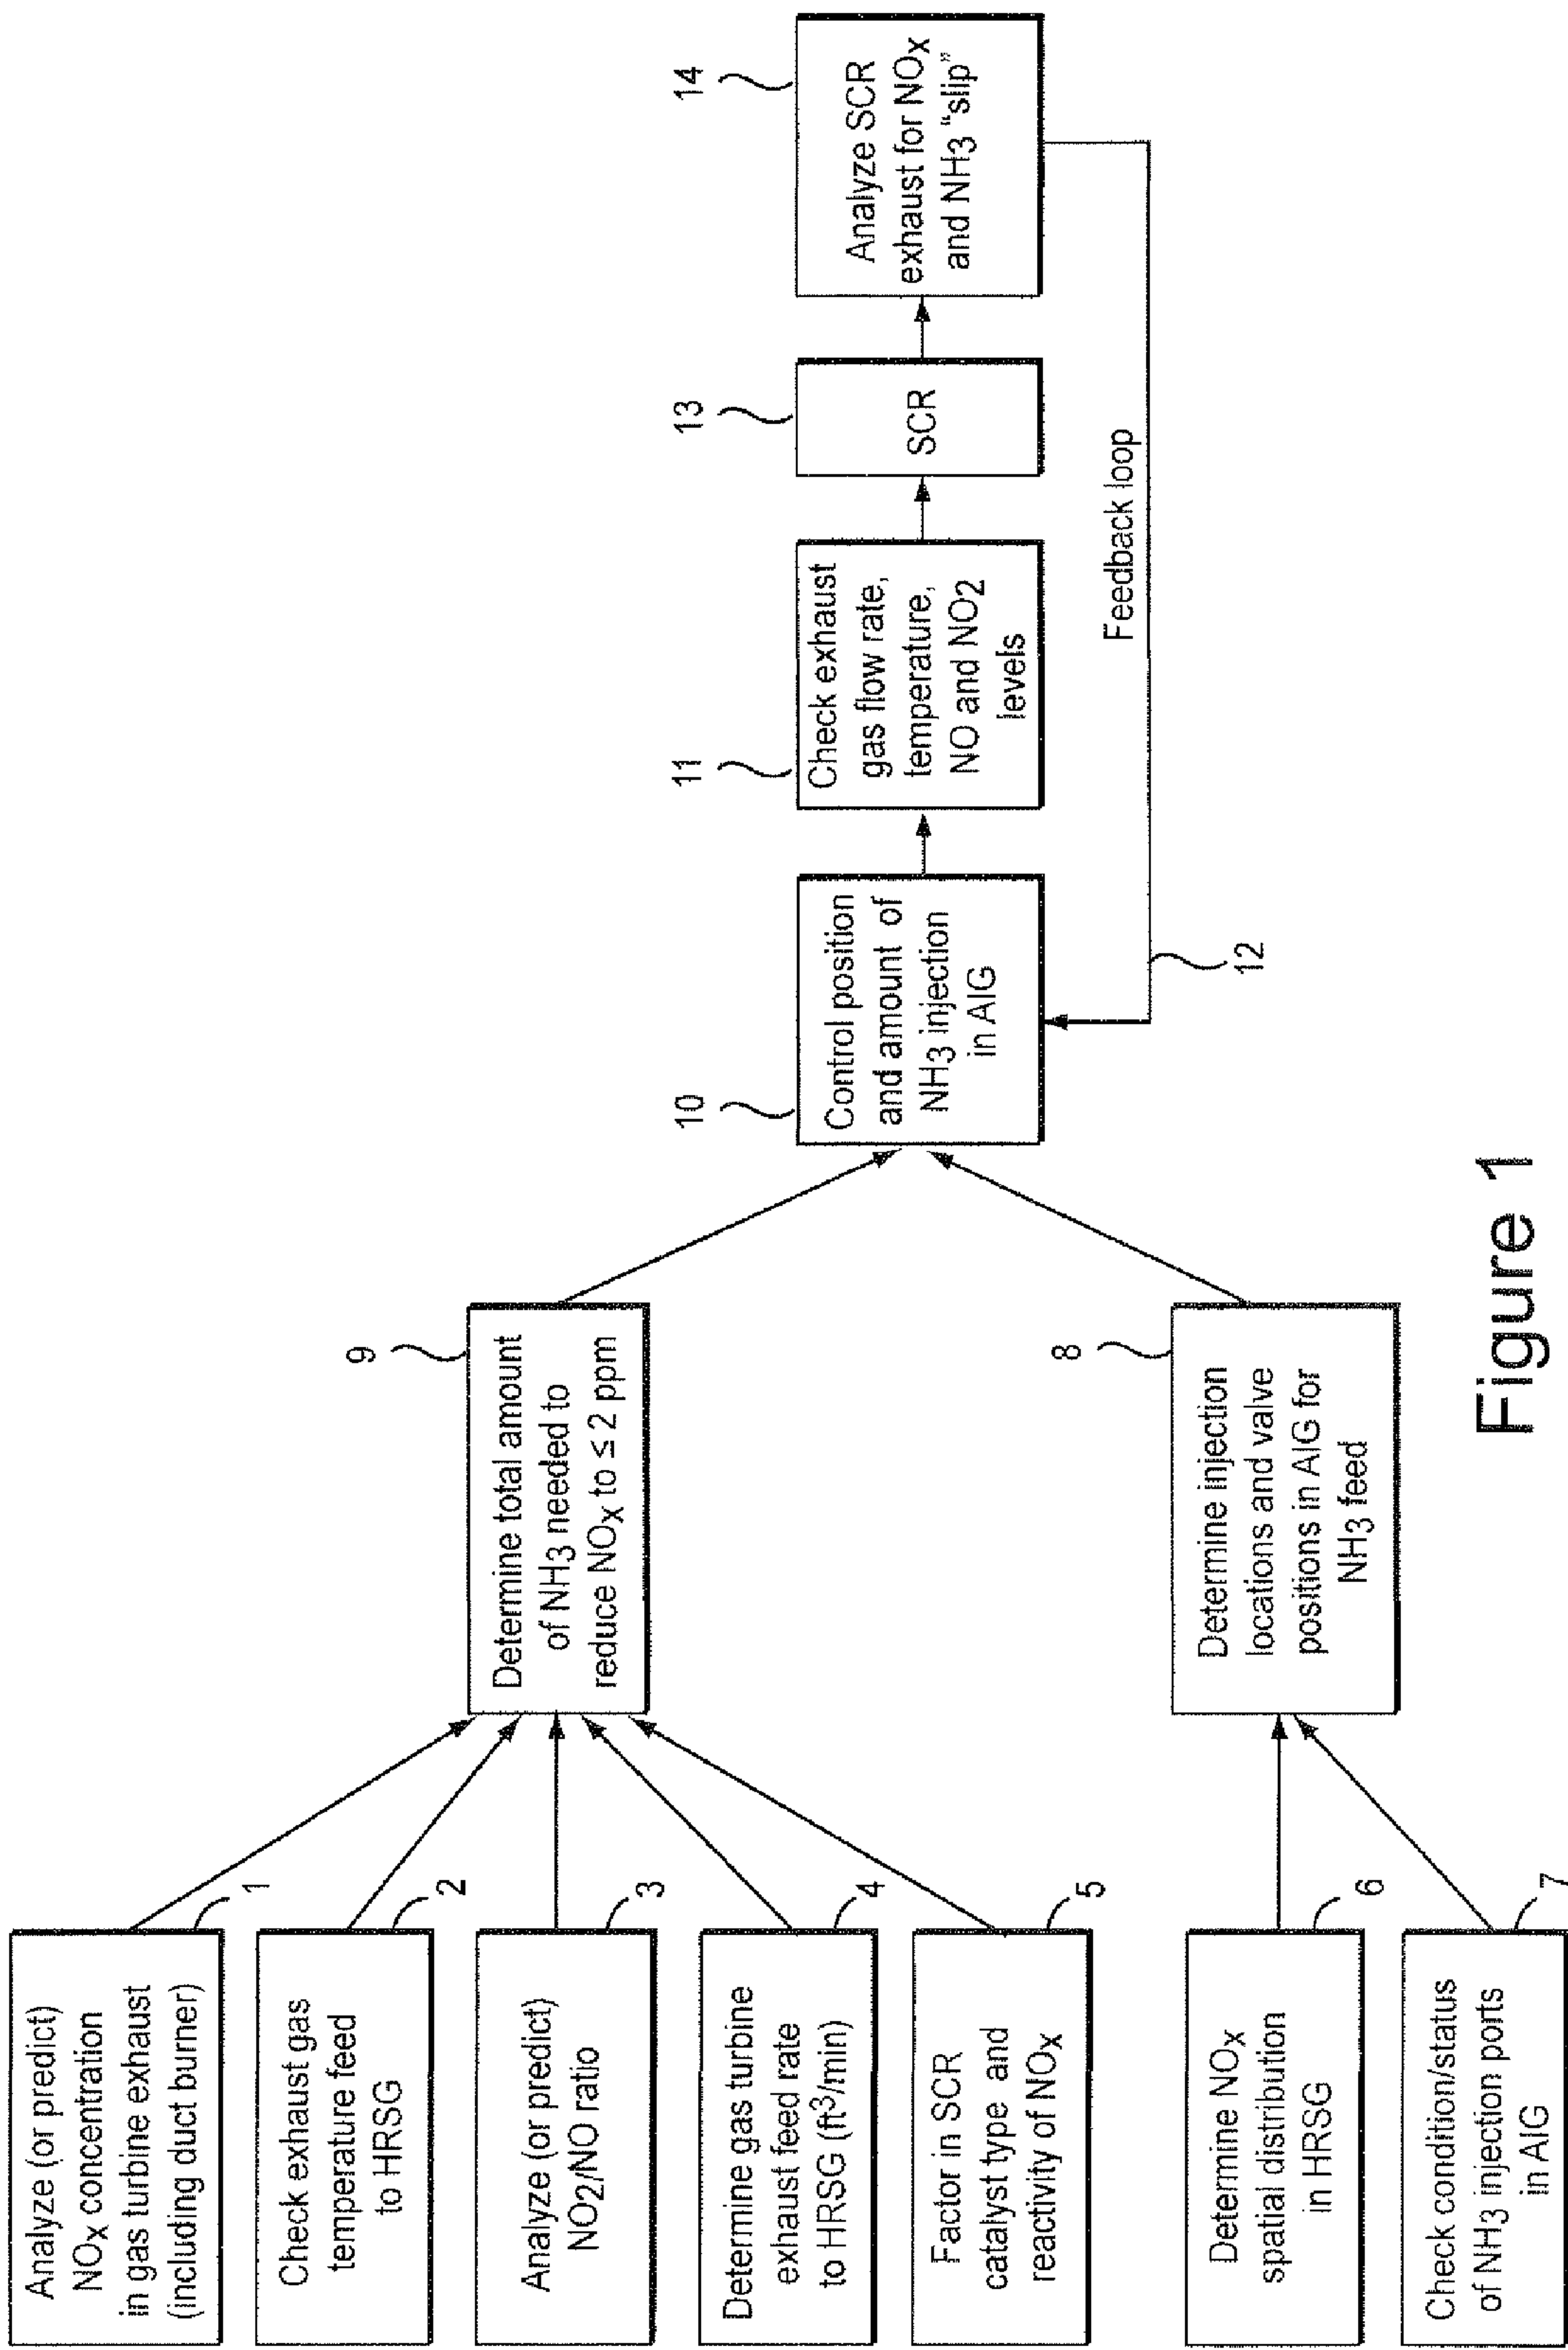 Analyze (or predict)
NOx concentration
in gas turbine exhaust
(including duct burner)
1
Check exhaust gas
temperature feed
to HRSG
2
Analyze (or predict)
NO2/NO ratio
3
Determine gas turbine
exhaust feed rate
to HRSG (ft3/min)
4
Factor in SCR
catalyst type and
reactivity of NOx
5
Determine NOx
spatial distribution
in HRSG
6
Check condition/status
of NH3 injection ports
in AIG
7
9
Determine total amount
of NH3 needed to
reduce NOx to ≤ 2 ppm
8
Determine injection
locations and valve
positions in AIG for
NH3 feed
10
Control position
and amount of
NH3 injection
in AIG
11
Check exhaust
gas flow rate,
temperature,
NO and NO2
levels
13
SCR
14
Analyze SCR
exhaust for NOx
and NH3 “slip”
Feedback loop
12
Figure 1